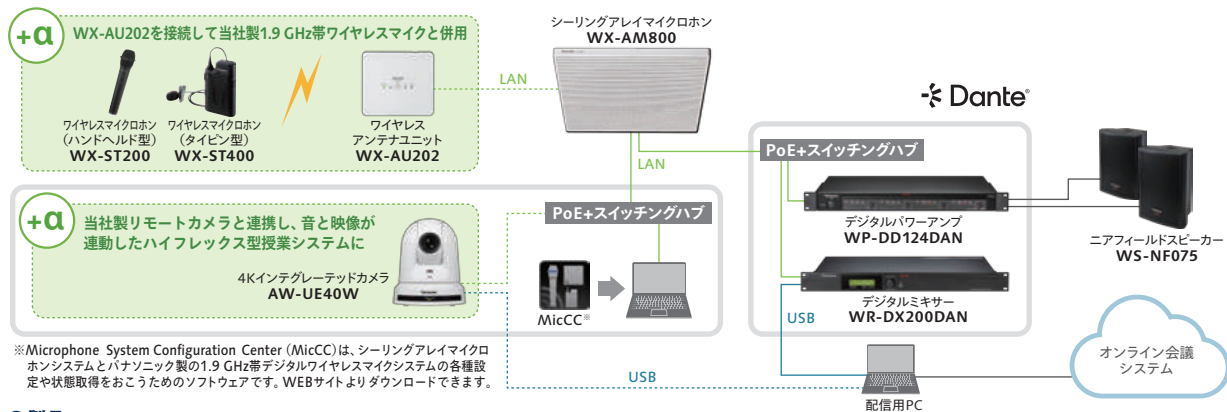 +α
WX-AU202を接続して当社製1.9 GHz帯ワイヤレスマイクと併用
ワイヤレスマイクロホン
(ハンドヘルド型)
WX-ST200
ワイヤレスマイクロホン
(タイピン型)
WX-ST400
ワイヤレス
アンテナユニット
WX-AU202
LAN
シーリングアレイマイクロホン
WX-AM800
LAN
Dante®
PoE+スイッチングハブ
デジタルパワーアンプ
WP-DD124DAN
ニアフィールドスピーカー
WS-NF075
デジタルミキサー
WR-DX200DAN
USB
+α
当社製リモートカメラと連携し、音と映像が
連動したハイフレックス型授業システムに
4Kインテグレーテッドカメラ
AW-UE40W
PoE+スイッチングハブ
MicCC※
USB
配信用PC
オンライン会議
システム
※Microphone System Configuration Center (MicCC)は、シーリングアレイマイクロ
ホンシステムとパナソニック製の1.9 GHz帯デジタルワイヤレスマイクシステムの各種設
定や状態取得をおこうためのソフトウェアです。WEBサイトよりダウンロードできます。